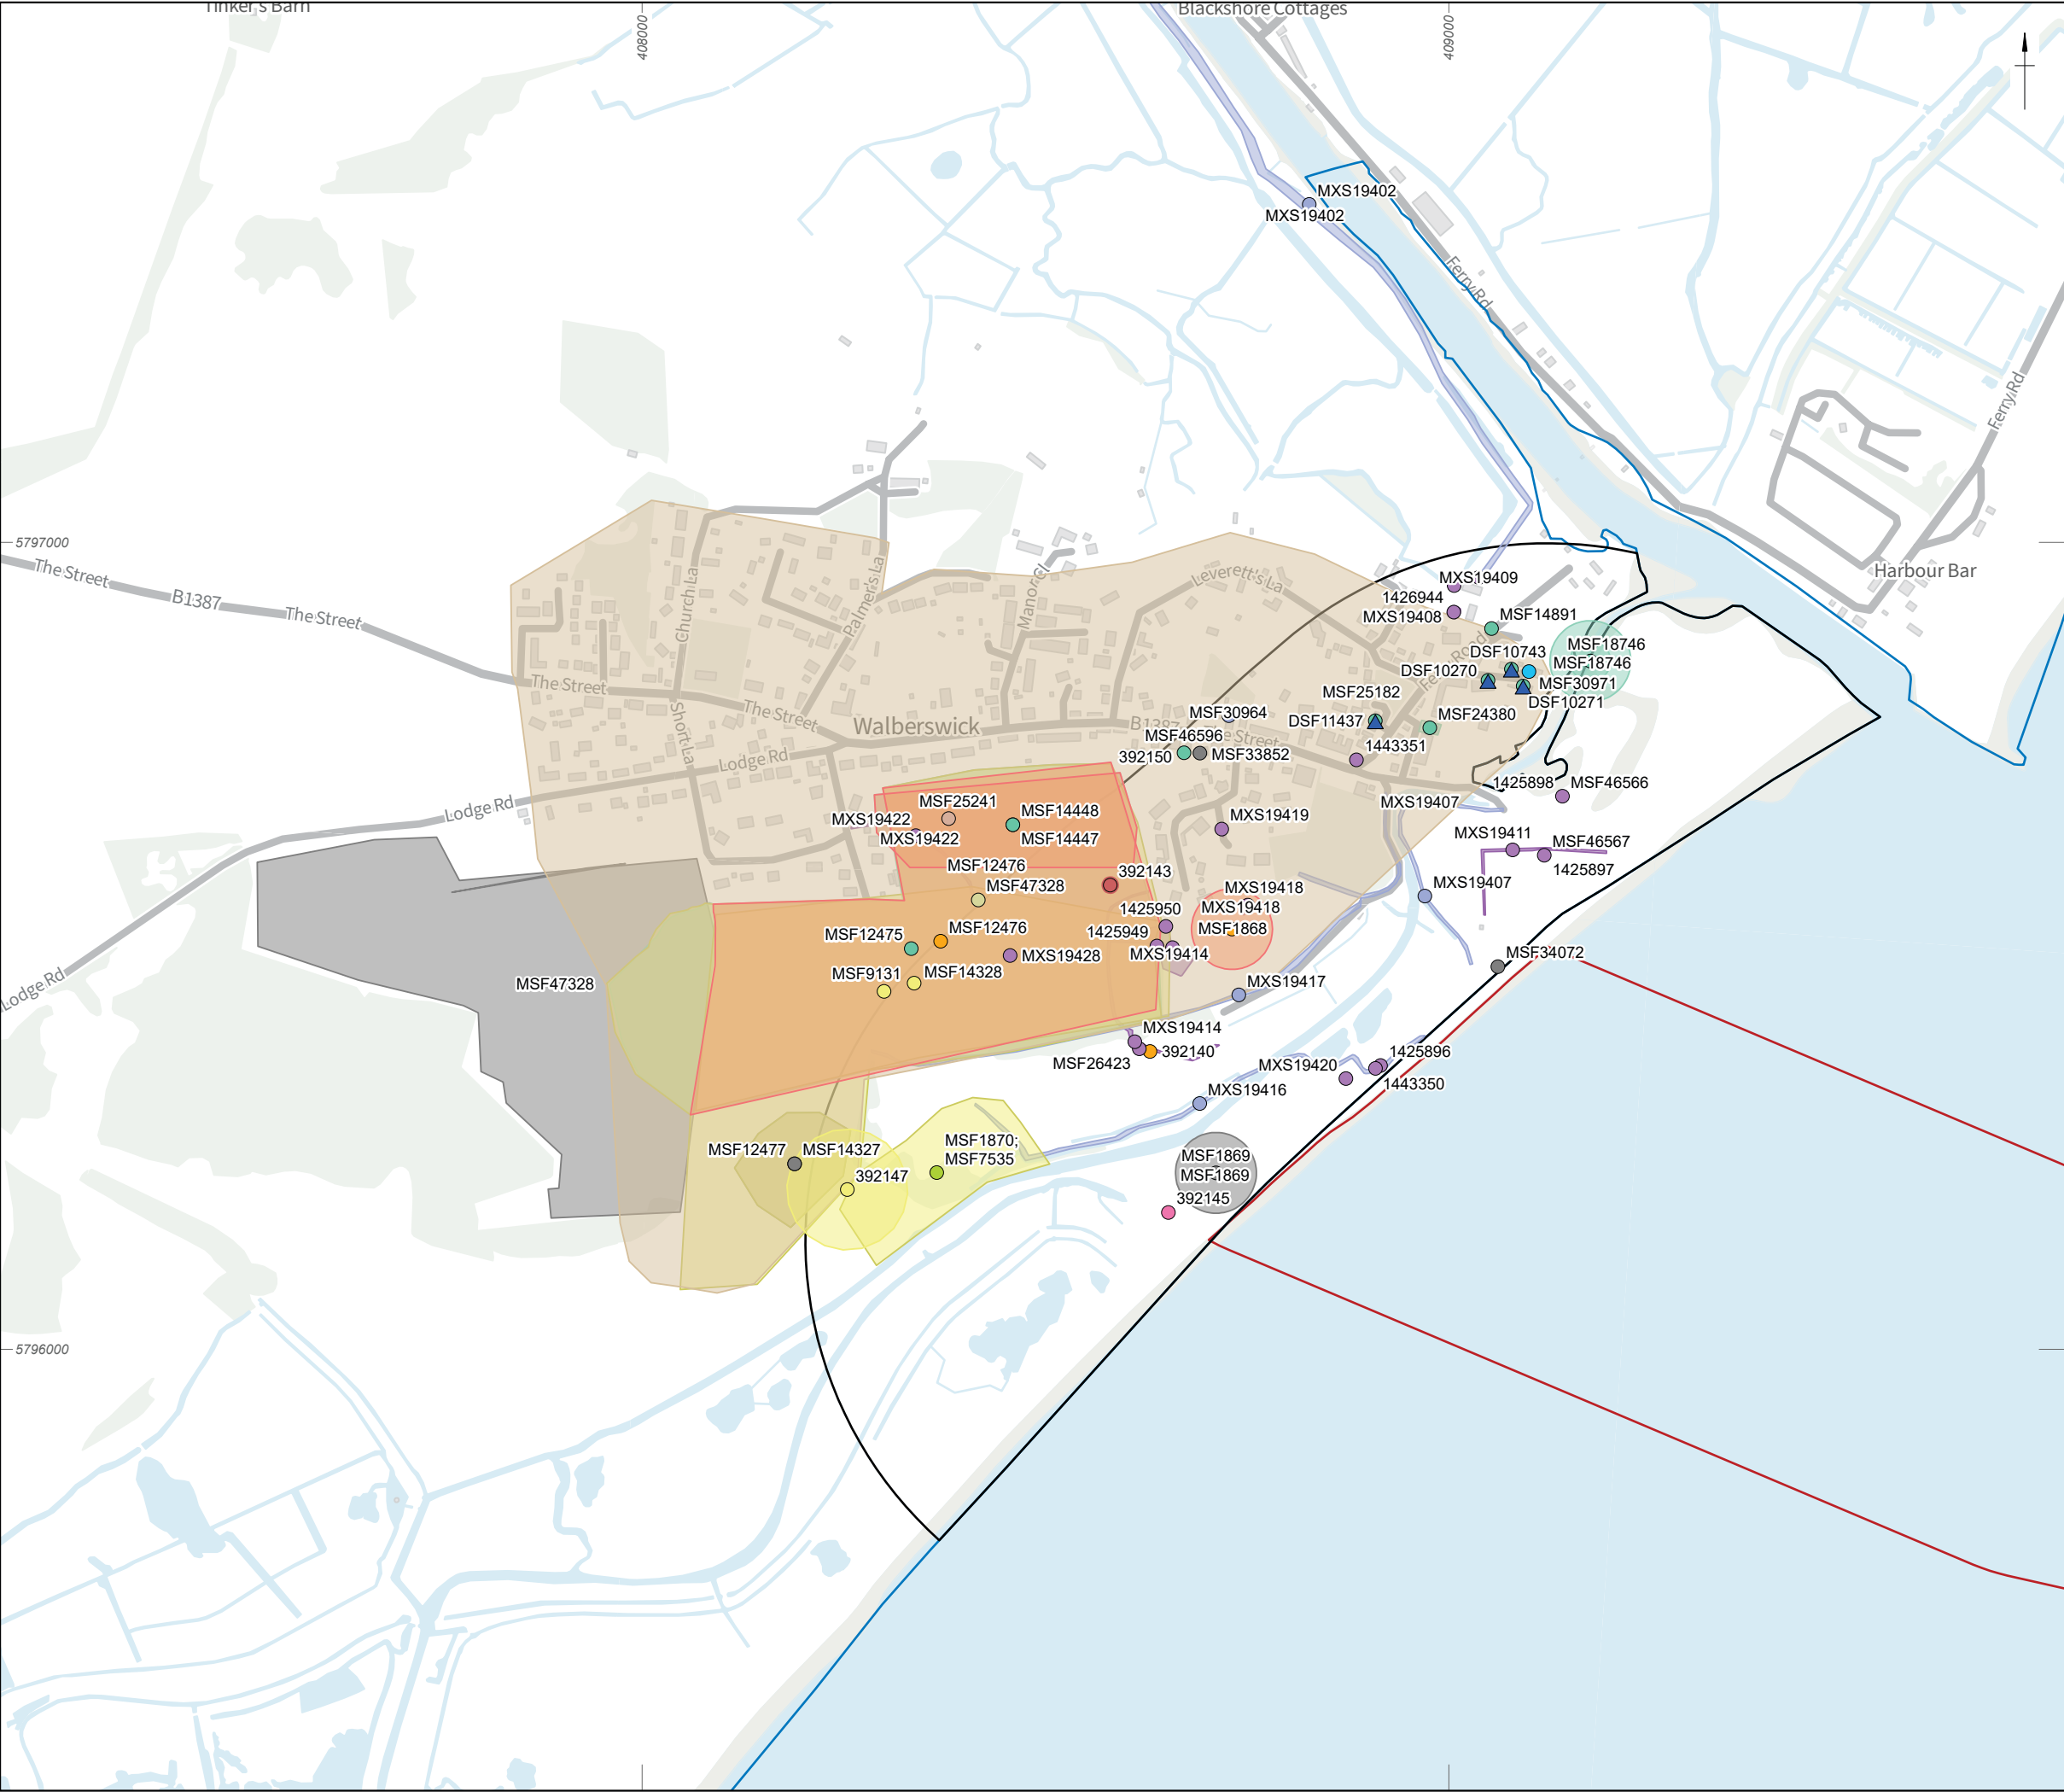 Tinker's Barn
Blackshore Cottages
408000
409000
MXS19402
MXS19402
Ferry Rd
Ferry Rd
5797000
The Street
B1387
The Street
Harbour Bar
Church La
Palmer's La
Manor Cl
Leverett's La
MXS19409
1426944
MXS19408
MSF14891
MSF18746
MSF18746
DSF10743
DSF10270
MSF30971
DSF10271
MSF25182
DSF11437
MSF24380
1443351
The Street
The Street
Short La
Walberswick
B1387
The Street
MSF30964
MSF46596
392150
MSF33852
Lodge Rd
Lodge Rd
Lodge Rd
1425898
MSF46566
MXS19407
MSF25241
MXS19422
MXS19422
MSF14448
MSF14447
MXS19419
MXS19411
MSF46567
1425897
MSF12476
MSF47328
392143
MXS19418
MXS19418
MSF1868
MXS19407
1425950
1425949
MXS19414
MSF12475
MSF12476
MXS19428
MSF9131
MSF14328
MSF34072
MSF47328
MXS19417
MXS19414
MSF26423
392140
MXS19420
1425896
1443350
MXS19416
MSF12477
MSF14327
MSF1870;
MSF7535
392147
MSF1869
MSF1869
392145
5796000